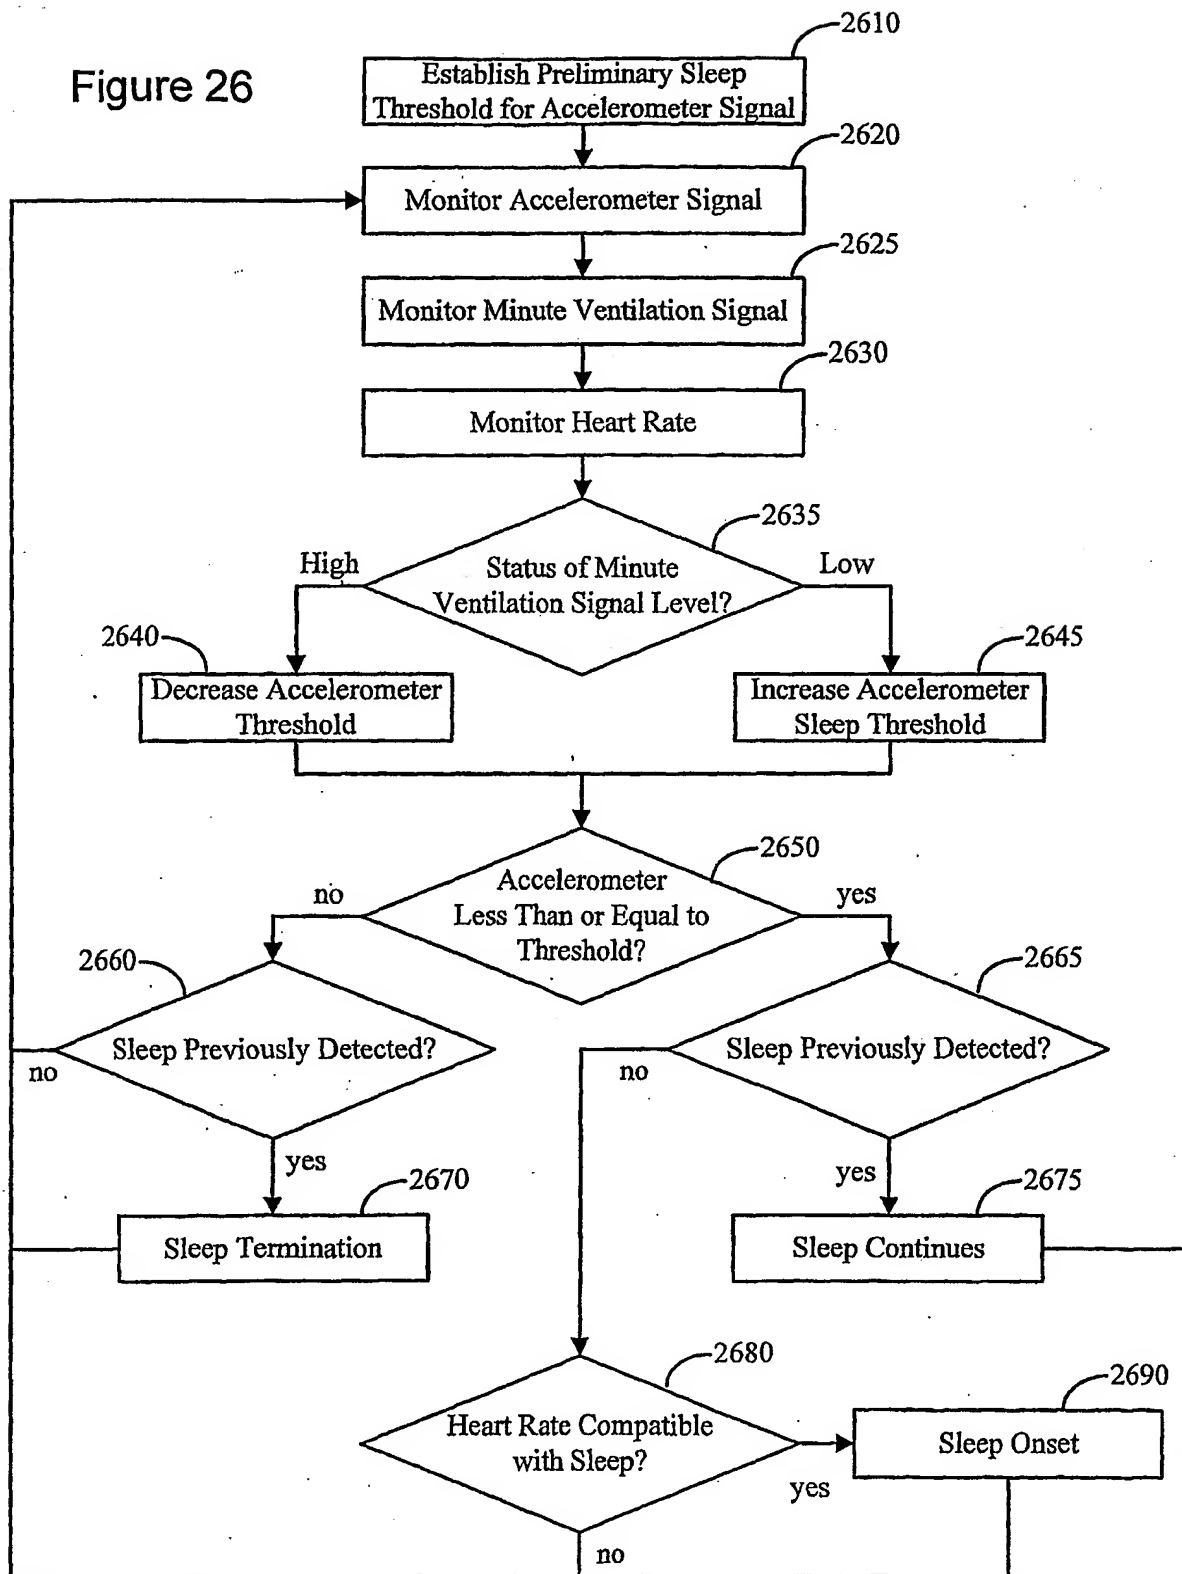 Figure 26
2610
Establish Preliminary Sleep
Threshold for Accelerometer Signal
2620
Monitor Accelerometer Signal
2625
Monitor Minute Ventilation Signal
2630
Monitor Heart Rate
2635
High
Status of Minute
Ventilation Signal Level?
Low
2640
Decrease Accelerometer
Threshold
2645
Increase Accelerometer
Sleep Threshold
2650
no
Accelerometer
Less Than or Equal to
Threshold?
yes
2660
Sleep Previously Detected?
no
yes
2665
Sleep Previously Detected?
no
yes
2670
Sleep Termination
2675
Sleep Continues
2680
Heart Rate Compatible
with Sleep?
yes
no
2690
Sleep Onset